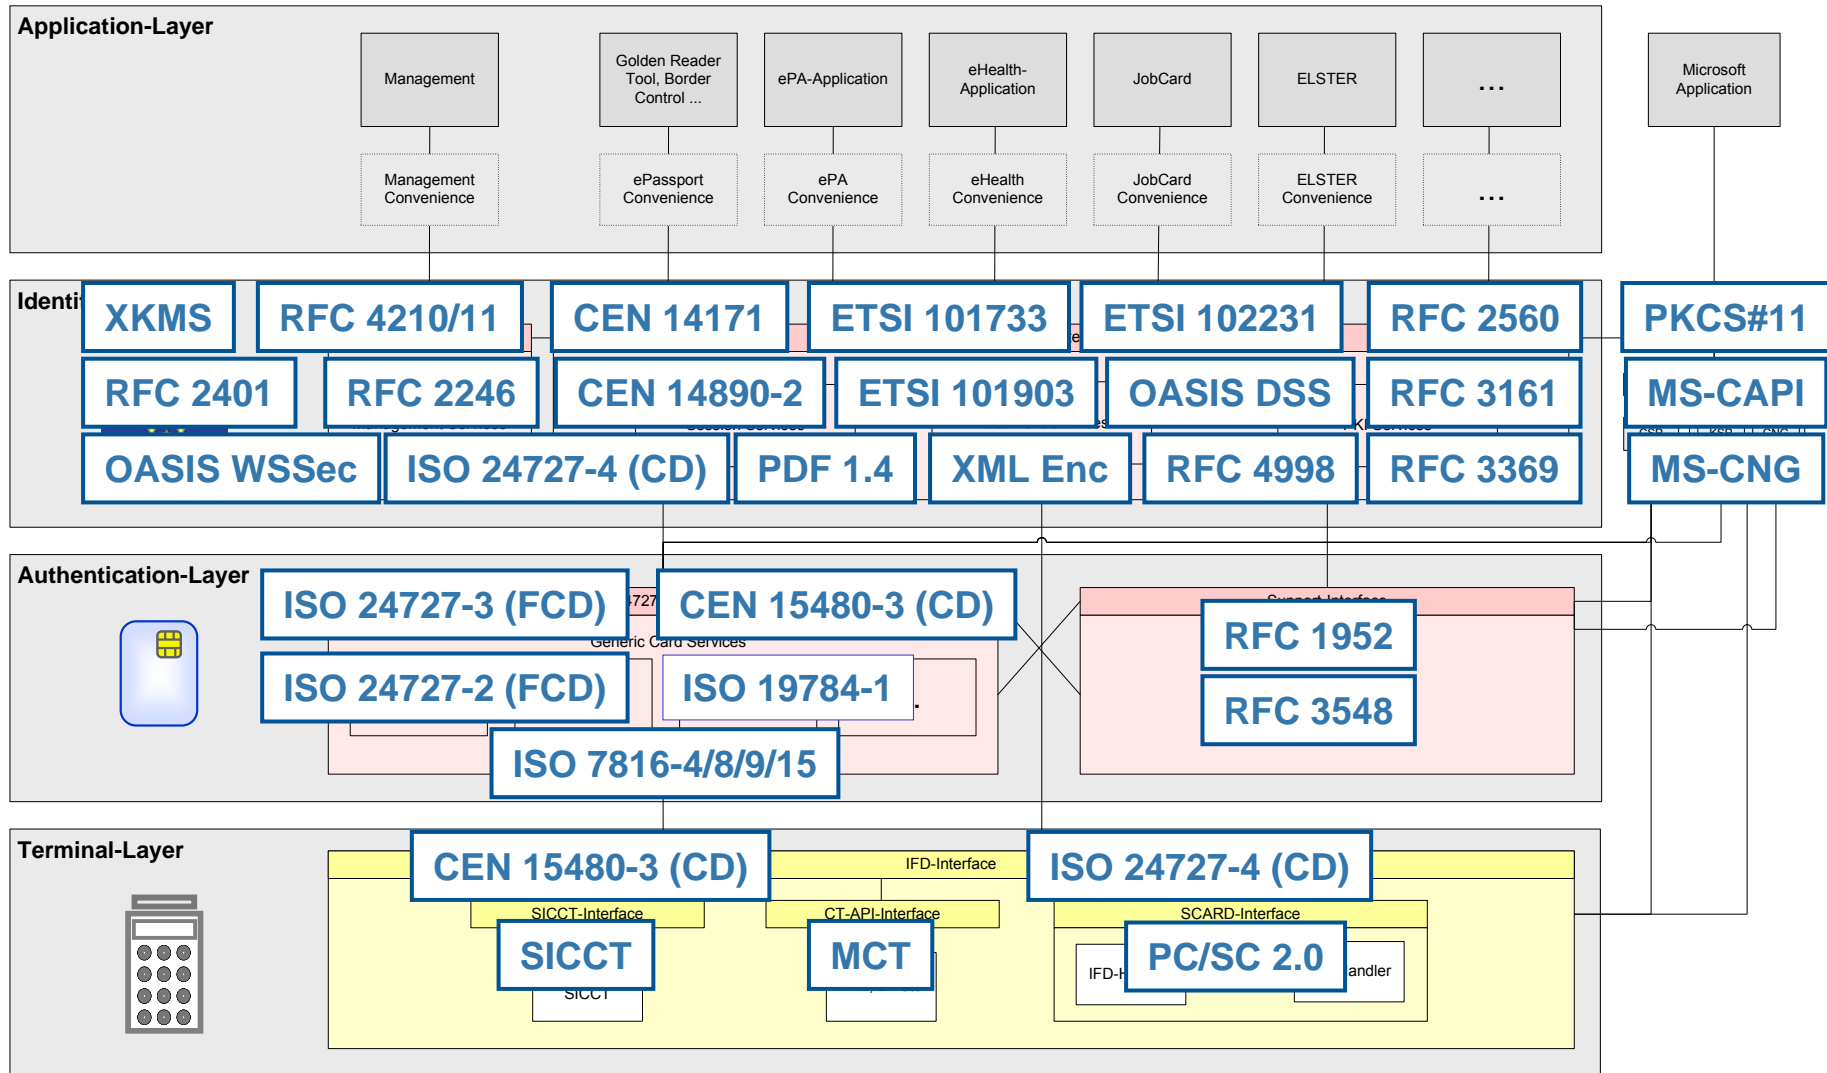 Application-Layer
Management
Golden Reader
Tool, Border
Control ...
ePA-Application
eHealth-
Application
JobCard
ELSTER
...
Microsoft
Application
Management
Convenience
ePassport
Convenience
ePA
Convenience
eHealth
Convenience
JobCard
Convenience
ELSTER
Convenience
...
XKMS
RFC 4210/11
CEN 14171
ETSI 101733
ETSI 102231
RFC 2560
PKCS#11
RFC 2401
RFC 2246
CEN 14890-2
ETSI 101903
OASIS DSS
RFC 3161
MS-CAPI
OASIS WSSec
ISO 24727-4 (CD)
PDF 1.4
XML Enc
RFC 4998
RFC 3369
MS-CNG
Authentication-Layer
ISO 24727-3 (FCD)
CEN 15480-3 (CD)
Support-Interface
RFC 1952
Generic Card Services
ISO 24727-2 (FCD)
ISO 19784-1
RFC 3548
ISO 7816-4/8/9/15
Terminal-Layer
CEN 15480-3 (CD)
IFD-Interface
ISO 24727-4 (CD)
SICCT-Interface
CT-API-Interface
SCARD-Interface
SICCT
MCT
PC/SC 2.0
IFD-H
andler
SICCT